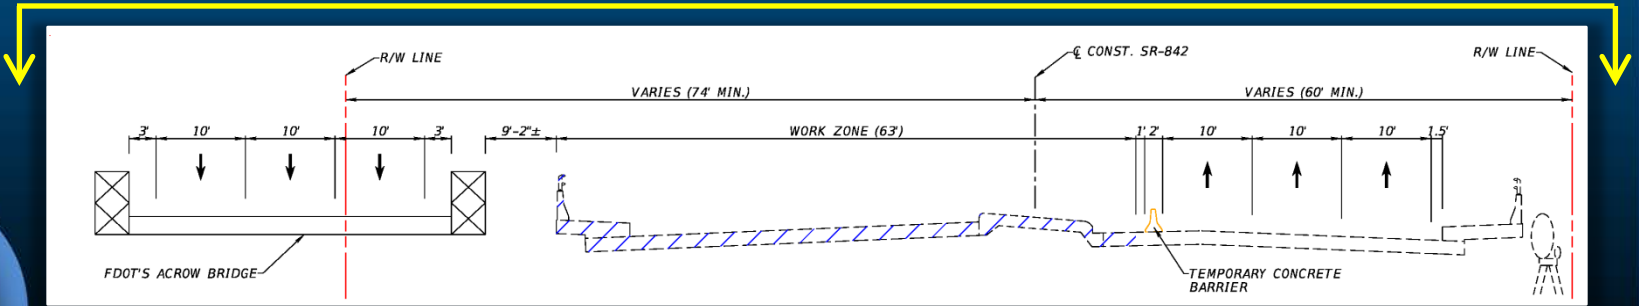 R/W LINE
℄ CONST. SR-842
R/W LINE
VARIES (74' MIN.)
VARIES (60' MIN.)
3' 10' 10' 10' 3' 9'-2"± WORK ZONE (63') 1' 2' 10' 10' 10' 1.5'
FDOT'S ACROW BRIDGE
TEMPORARY CONCRETE
BARRIER